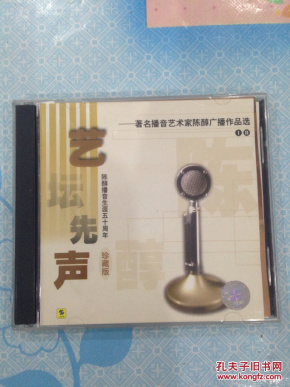 ——著名播音艺术家陈醇广播作品选
上 下
艺坛先声
陈醇播音生涯五十周年
珍藏版
陈醇
孔夫子旧书网